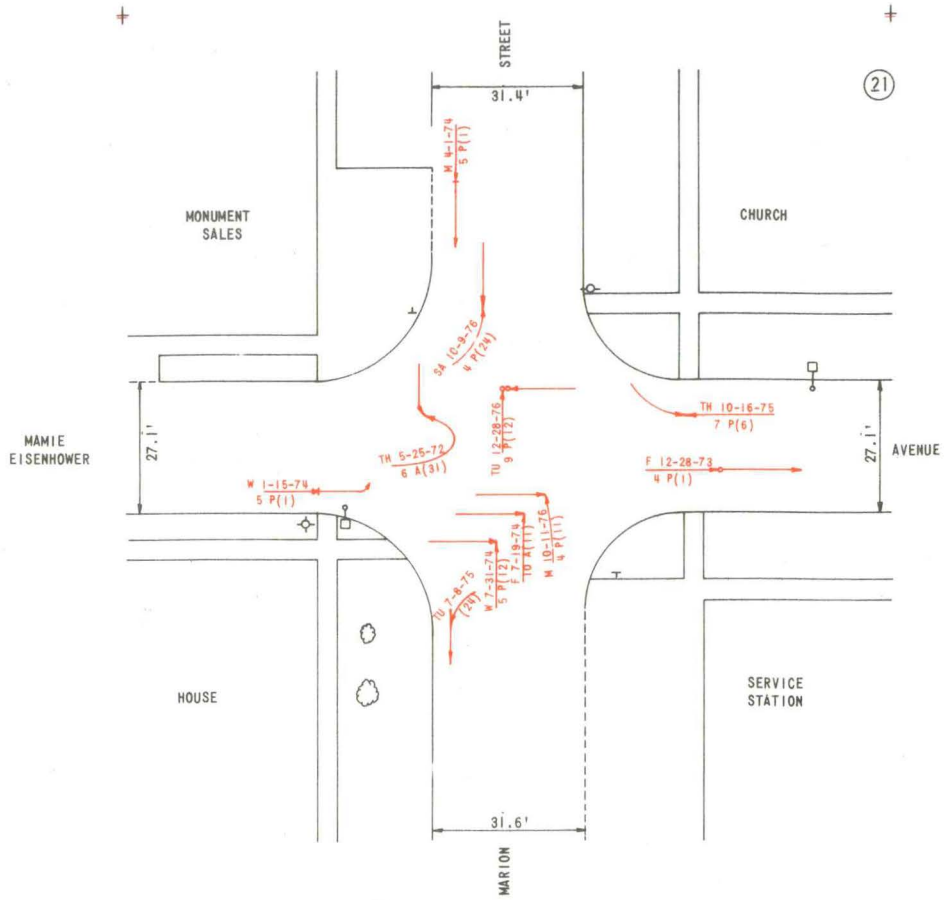 STREET
31.4'
21
M 4-1-74
5 P(1)
MONUMENT
SALES
CHURCH
SA 10-9-76
4 P(24)
MAMIE
EISENHOWER
27.1'
TH 5-25-72
6 A(31)
TU 12-28-76
9 P(12)
TH 10-16-75
7 P(6)
27.1'
AVENUE
F 12-28-73
4 P(1)
W 1-15-74
5 P(1)
M 10-11-76
4 P(11)
F 7-19-74
10 A(11)
W 7-31-74
5 P(12)
TU 7-8-75
(24)
HOUSE
SERVICE
STATION
31.6'
MARION